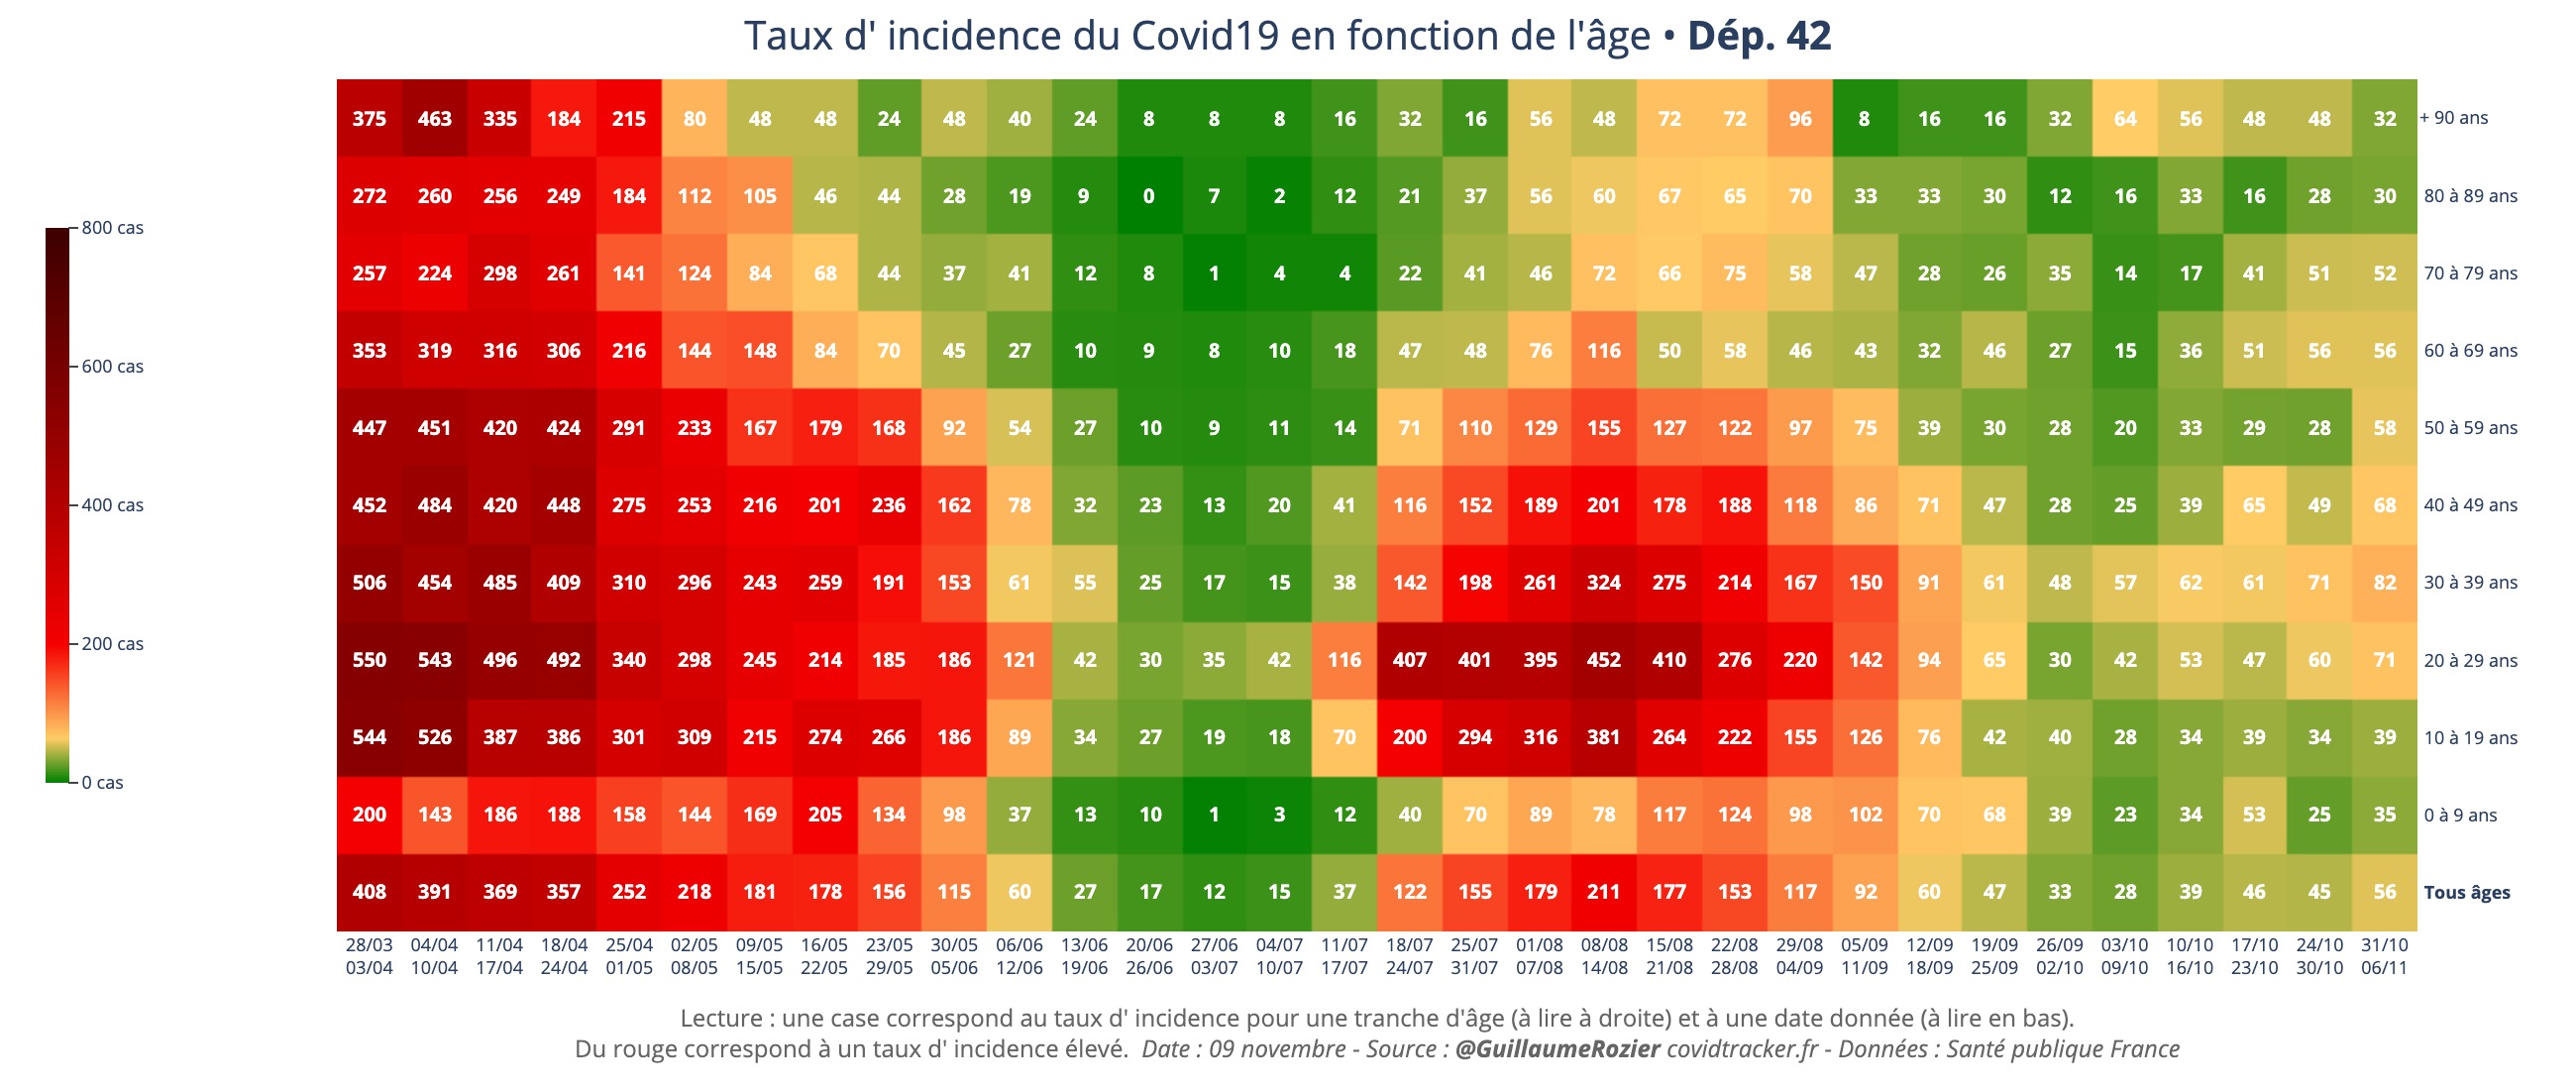 Taux d' incidence du Covid19 en fonction de l'âge • Dép. 42
800 cas
600 cas
400 cas
200 cas
0 cas
375 463 335 184 215 80 48 48 24 48 40 24 8 8 8 16 32 16 56 48 72 72 96 8 16 16 32 64 56 48 48 32 + 90 ans
272 260 256 249 184 112 105 46 44 28 19 9 0 7 2 12 21 37 56 60 67 65 70 33 33 30 12 16 33 16 28 30 80 à 89 ans
257 224 298 261 141 124 84 68 44 37 41 12 8 1 4 4 22 41 46 72 66 75 58 47 28 26 35 14 17 41 51 52 70 à 79 ans
353 319 316 306 216 144 148 84 70 45 27 10 9 8 10 18 47 48 76 116 50 58 46 43 32 46 27 15 36 51 56 56 60 à 69 ans
447 451 420 424 291 233 167 179 168 92 54 27 10 9 11 14 71 110 129 155 127 122 97 75 39 30 28 20 33 29 28 58 50 à 59 ans
452 484 420 448 275 253 216 201 236 162 78 32 23 13 20 41 116 152 189 201 178 188 118 86 71 47 28 25 39 65 49 68 40 à 49 ans
506 454 485 409 310 296 243 259 191 153 61 55 25 17 15 38 142 198 261 324 275 214 167 150 91 61 48 57 62 61 71 82 30 à 39 ans
550 543 496 492 340 298 245 214 185 186 121 42 30 35 42 116 407 401 395 452 410 276 220 142 94 65 30 42 53 47 60 71 20 à 29 ans
544 526 387 386 301 309 215 274 266 186 89 34 27 19 18 70 200 294 316 381 264 222 155 126 76 42 40 28 34 39 34 39 10 à 19 ans
200 143 186 188 158 144 169 205 134 98 37 13 10 1 3 12 40 70 89 78 117 124 98 102 70 68 39 23 34 53 25 35 0 à 9 ans
408 391 369 357 252 218 181 178 156 115 60 27 17 12 15 37 122 155 179 211 177 153 117 92 60 47 33 28 39 46 45 56 Tous âges
28/03 04/04 11/04 18/04 25/04 02/05 09/05 16/05 23/05 30/05 06/06 13/06 20/06 27/06 04/07 11/07 18/07 25/07 01/08 08/08 15/08 22/08 29/08 05/09 12/09 19/09 26/09 03/10 10/10 17/10 24/10 31/10
03/04 10/04 17/04 24/04 01/05 08/05 15/05 22/05 29/05 05/06 12/06 19/06 26/06 03/07 10/07 17/07 24/07 31/07 07/08 14/08 21/08 28/08 04/09 11/09 18/09 25/09 02/10 09/10 16/10 23/10 30/10 06/11
Lecture : une case correspond au taux d' incidence pour une tranche d'âge (à lire à droite) et à une date donnée (à lire en bas).
Du rouge correspond à un taux d' incidence élevé. Date : 09 novembre - Source : @GuillaumeRozier covidtracker.fr - Données : Santé publique France